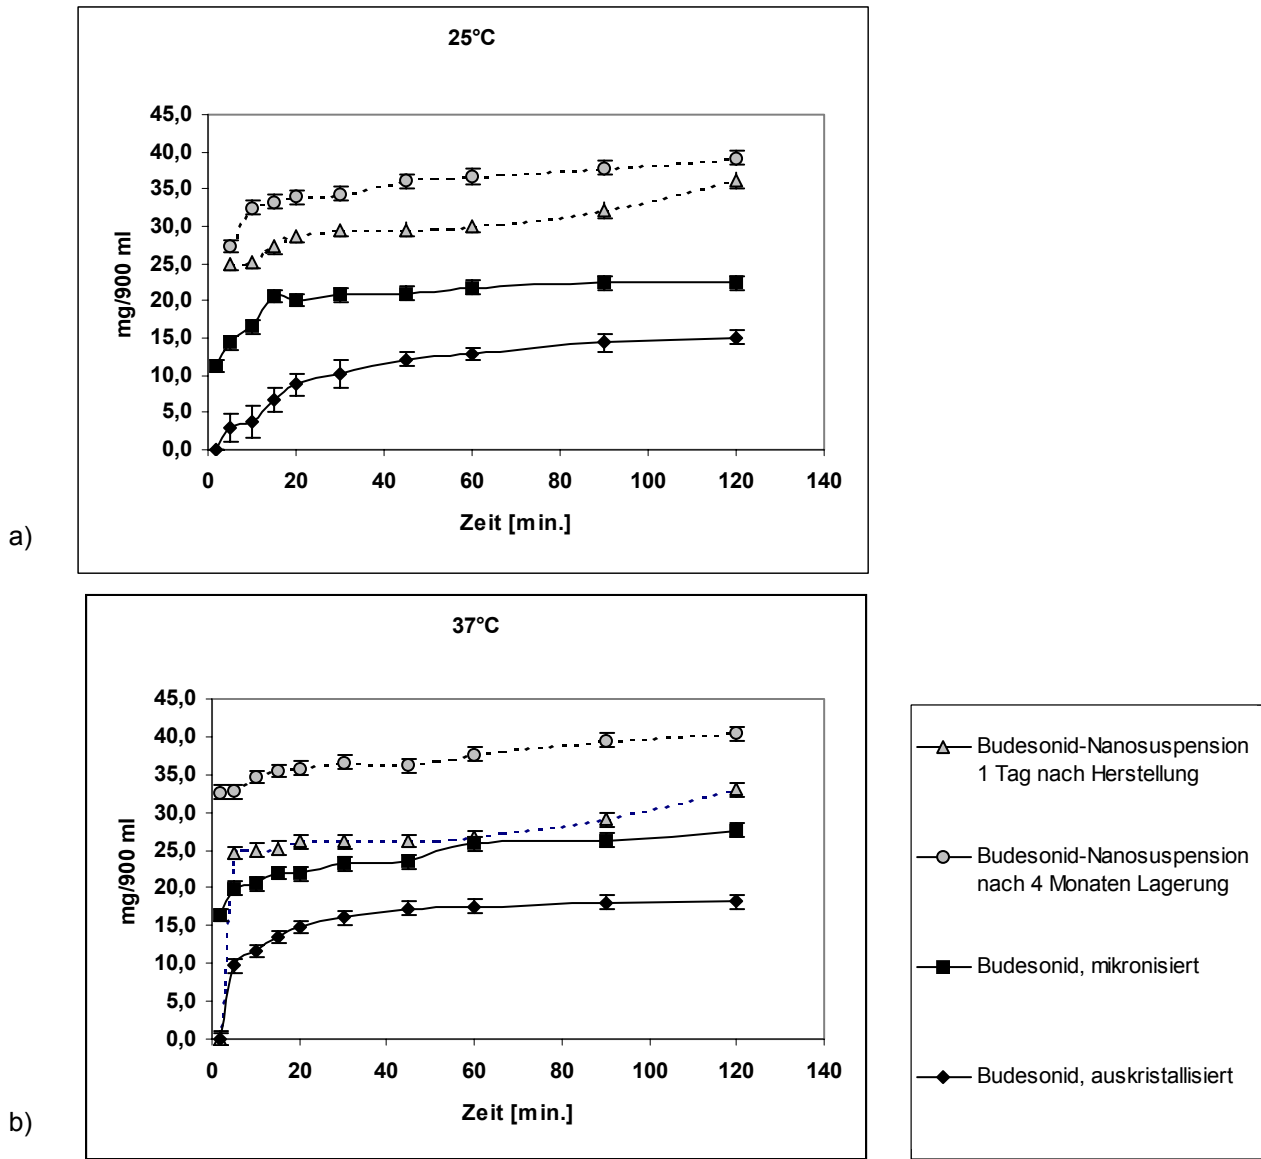 25°C
45,0
40,0
35,0
30,0
25,0
20,0
15,0
10,0
5,0
0,0
mg/900 ml
0 20 40 60 80 100 120 140
Zeit [min.]
a)
37°C
45,0
40,0
35,0
30,0
25,0
20,0
15,0
10,0
5,0
0,0
mg/900 ml
0 20 40 60 80 100 120 140
Zeit [min.]
b)
Budesonid-Nanosuspension
1 Tag nach Herstellung
Budesonid-Nanosuspension
nach 4 Monaten Lagerung
Budesonid, mikronisiert
Budesonid, auskristallisiert